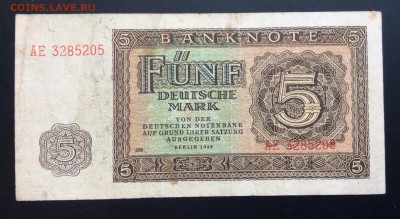 COINS.LAVE.RU
5 BANKNOTE 5
AE 3285205
FÜNF
DEUTSCHE
MARK
5
VON DER
DEUTSCHEN NOTENBANK
AUF GRUND IHRER SATZUNG
AUSGEGEBEN
BERLIN 1948
AE 3285205
5
5 5